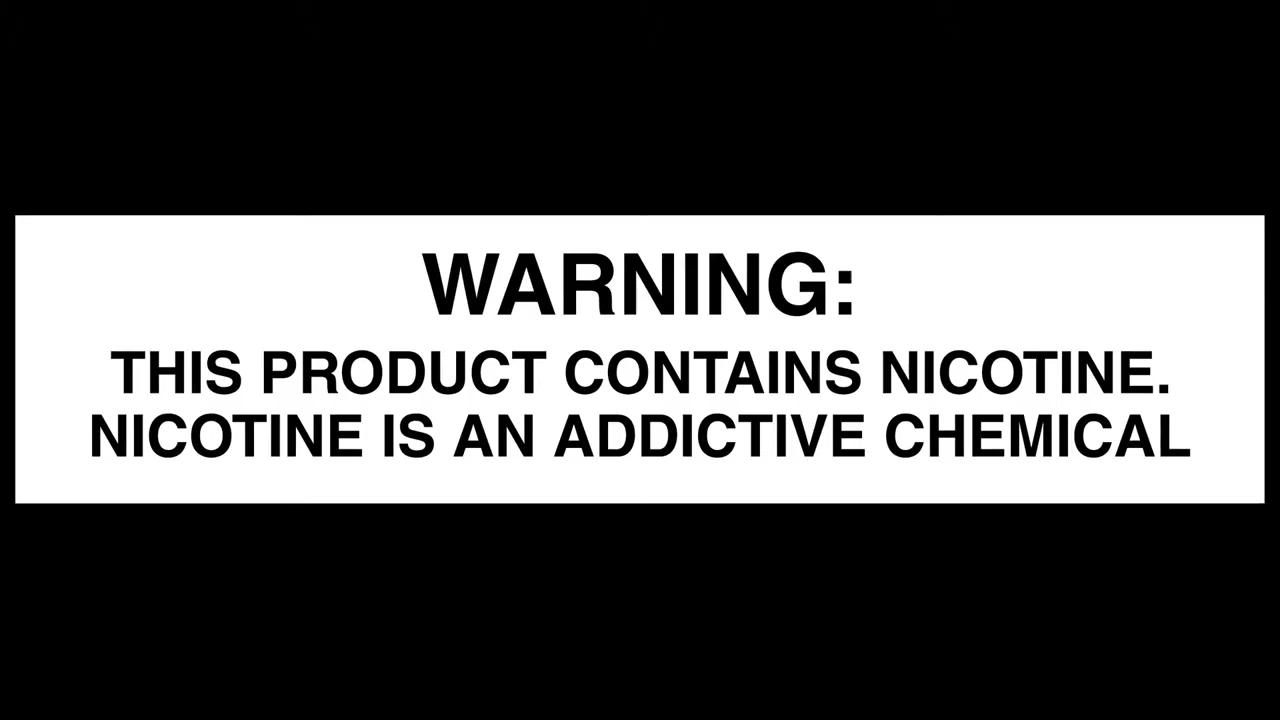 WARNING:
THIS PRODUCT CONTAINS NICOTINE.
NICOTINE IS AN ADDICTIVE CHEMICAL